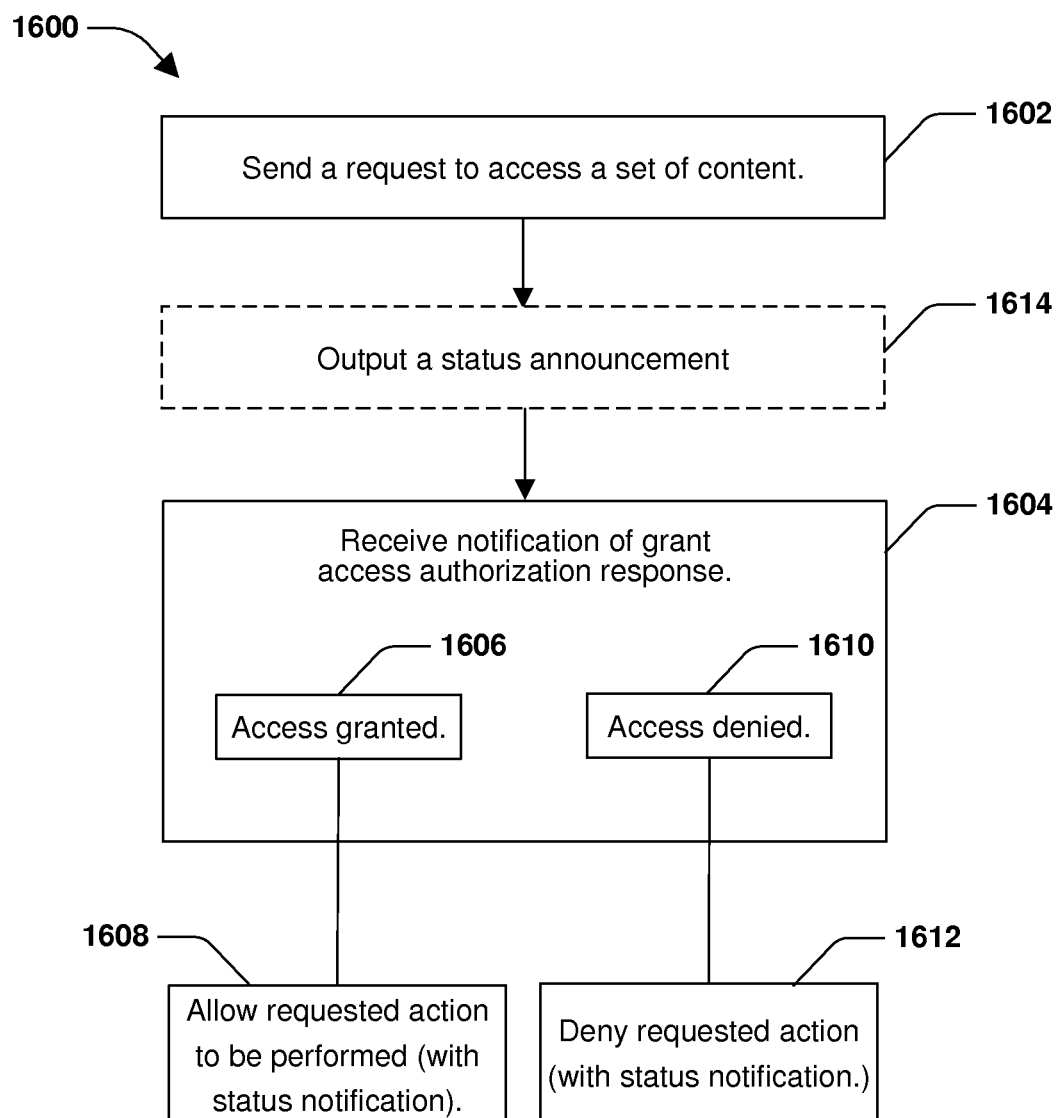 1600
1602
Send a request to access a set of content.
1614
Output a status announcement
1604
Receive notification of grant
access authorization response.
1606
1610
Access granted.
Access denied.
1608
1612
Allow requested action
to be performed (with
status notification).
Deny requested action
(with status notification.)